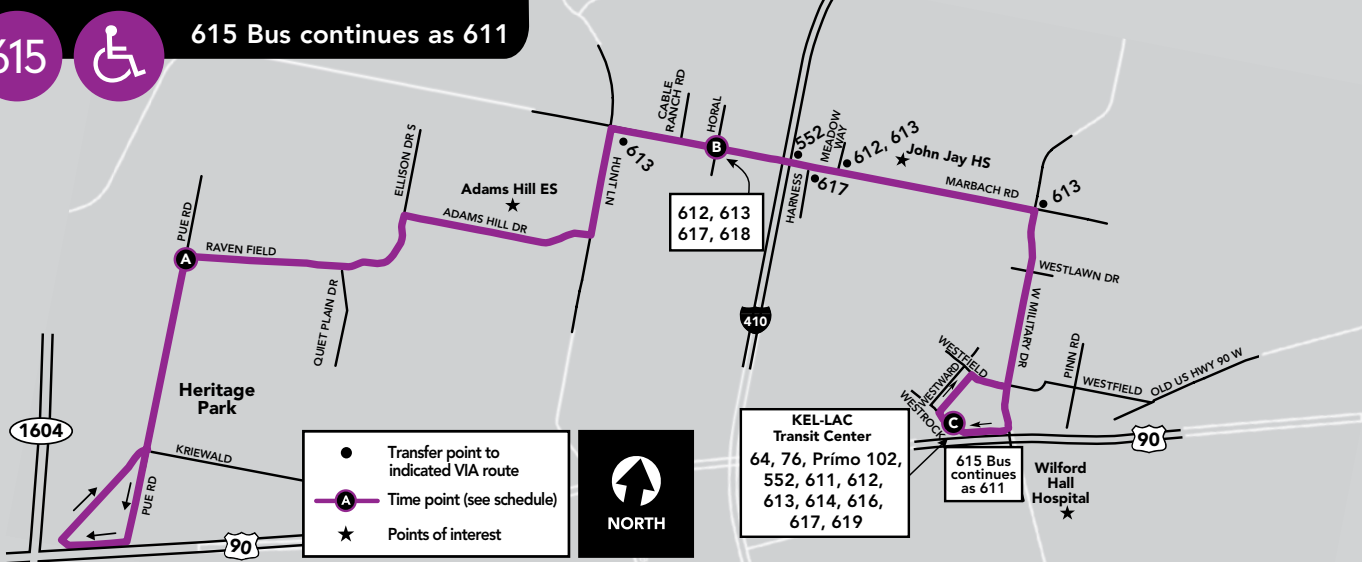 615
615 Bus continues as 611
CABLE
RANCH RD
HORAL
552
MEADOW
WAY
612, 613
John Jay HS
613
B
617
HARNESS
MARBACH RD
613
ELLISON DR S
HUNT LN
Adams Hill ES
ADAMS HILL DR
612, 613
617, 618
PUE RD
A
RAVEN FIELD
QUIET PLAIN DR
WESTLAWN DR
W MILITARY DR
410
PINN RD
WESTFIELD
WESTWARD
WESTROCK
WESTFIELD
OLD US HWY 90 W
Heritage
Park
1604
KRIEWALD
PUE RD
90
Transfer point to
indicated VIA route
A
Time point (see schedule)
Points of interest
NORTH
KEL-LAC
Transit Center
64, 76, Prímo 102,
552, 611, 612,
613, 614, 616,
617, 619
C
90
615 Bus
continues
as 611
Wilford
Hall
Hospital